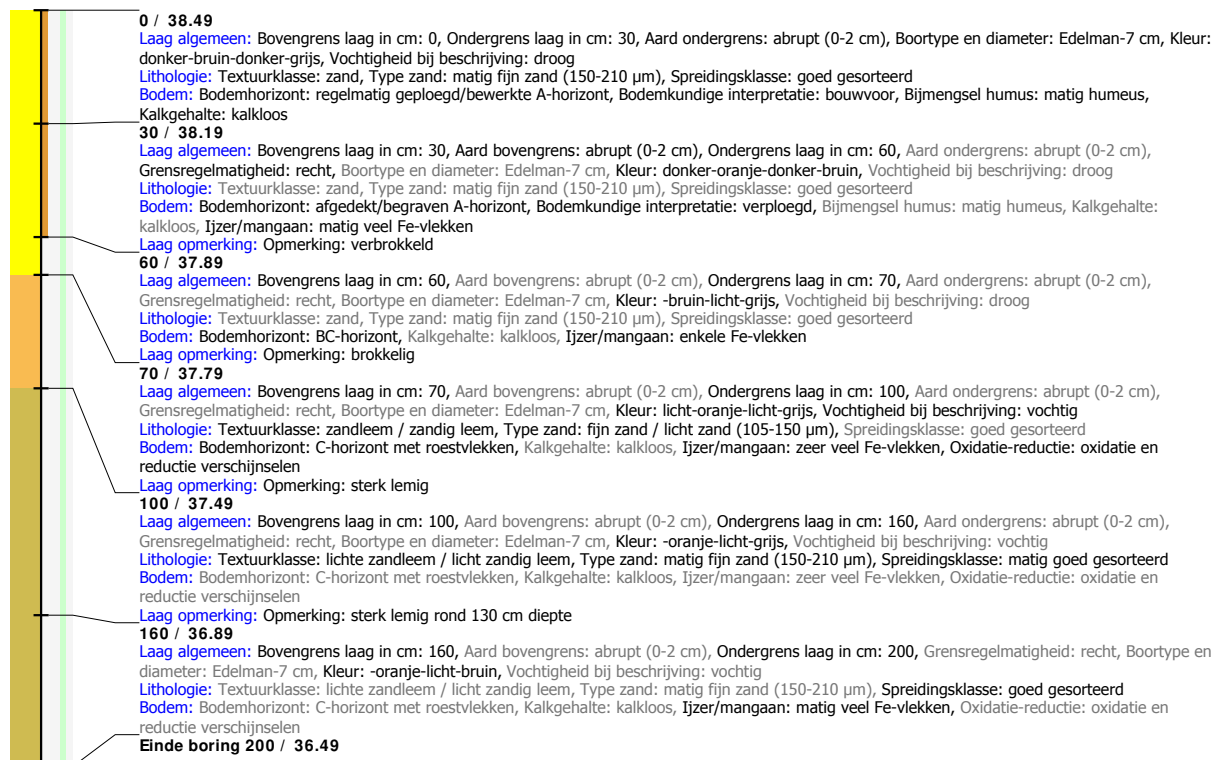 0 / 38.49
Laag algemeen: Bovengrens laag in cm: 0, Ondergrens laag in cm: 30, Aard ondergrens: abrupt (0-2 cm), Boortype en diameter: Edelman-7 cm, Kleur:
donker-bruin-donker-grijs, Vochtigheid bij beschrijving: droog
Lithologie: Textuurklasse: zand, Type zand: matig fijn zand (150-210 µm), Spreidingsklasse: goed gesorteerd
Bodem: Bodemhorizont: regelmatig geploegd/bewerkte A-horizont, Bodemkundige interpretatie: bouwvoor, Bijmengsel humus: matig humeus,
Kalkgehalte: kalkloos
30 / 38.19
Laag algemeen: Bovengrens laag in cm: 30, Aard bovengrens: abrupt (0-2 cm), Ondergrens laag in cm: 60, Aard ondergrens: abrupt (0-2 cm),
Grensregelmatigheid: recht, Boortype en diameter: Edelman-7 cm, Kleur: donker-oranje-donker-bruin, Vochtigheid bij beschrijving: droog
Lithologie: Textuurklasse: zand, Type zand: matig fijn zand (150-210 µm), Spreidingsklasse: goed gesorteerd
Bodem: Bodemhorizont: afgedekt/begraven A-horizont, Bodemkundige interpretatie: verploegd, Bijmengsel humus: matig humeus, Kalkgehalte:
kalkloos, Ijzer/mangaan: matig veel Fe-vlekken
Laag opmerking: Opmerking: verbrokkeld
60 / 37.89
Laag algemeen: Bovengrens laag in cm: 60, Aard bovengrens: abrupt (0-2 cm), Ondergrens laag in cm: 70, Aard ondergrens: abrupt (0-2 cm),
Grensregelmatigheid: recht, Boortype en diameter: Edelman-7 cm, Kleur: -bruin-licht-grijs, Vochtigheid bij beschrijving: droog
Lithologie: Textuurklasse: zand, Type zand: matig fijn zand (150-210 µm), Spreidingsklasse: goed gesorteerd
Bodem: Bodemhorizont: BC-horizont, Kalkgehalte: kalkloos, Ijzer/mangaan: enkele Fe-vlekken
Laag opmerking: Opmerking: brokkelig
70 / 37.79
Laag algemeen: Bovengrens laag in cm: 70, Aard bovengrens: abrupt (0-2 cm), Ondergrens laag in cm: 100, Aard ondergrens: abrupt (0-2 cm),
Grensregelmatigheid: recht, Boortype en diameter: Edelman-7 cm, Kleur: licht-oranje-licht-grijs, Vochtigheid bij beschrijving: vochtig
Lithologie: Textuurklasse: zandleem / zandig leem, Type zand: fijn zand / licht zand (105-150 µm), Spreidingsklasse: goed gesorteerd
Bodem: Bodemhorizont: C-horizont met roestvlekken, Kalkgehalte: kalkloos, Ijzer/mangaan: zeer veel Fe-vlekken, Oxidatie-reductie: oxidatie en
reductie verschijnselen
Laag opmerking: Opmerking: sterk lemig
100 / 37.49
Laag algemeen: Bovengrens laag in cm: 100, Aard bovengrens: abrupt (0-2 cm), Ondergrens laag in cm: 160, Aard ondergrens: abrupt (0-2 cm),
Grensregelmatigheid: recht, Boortype en diameter: Edelman-7 cm, Kleur: -oranje-licht-grijs, Vochtigheid bij beschrijving: vochtig
Lithologie: Textuurklasse: lichte zandleem / licht zandig leem, Type zand: matig fijn zand (150-210 µm), Spreidingsklasse: matig goed gesorteerd
Bodem: Bodemhorizont: C-horizont met roestvlekken, Kalkgehalte: kalkloos, Ijzer/mangaan: zeer veel Fe-vlekken, Oxidatie-reductie: oxidatie en
reductie verschijnselen
Laag opmerking: Opmerking: sterk lemig rond 130 cm diepte
160 / 36.89
Laag algemeen: Bovengrens laag in cm: 160, Aard bovengrens: abrupt (0-2 cm), Ondergrens laag in cm: 200, Grensregelmatigheid: recht, Boortype en
diameter: Edelman-7 cm, Kleur: -oranje-licht-bruin, Vochtigheid bij beschrijving: vochtig
Lithologie: Textuurklasse: lichte zandleem / licht zandig leem, Type zand: matig fijn zand (150-210 µm), Spreidingsklasse: goed gesorteerd
Bodem: Bodemhorizont: C-horizont met roestvlekken, Kalkgehalte: kalkloos, Ijzer/mangaan: matig veel Fe-vlekken, Oxidatie-reductie: oxidatie en
reductie verschijnselen
Einde boring 200 / 36.49